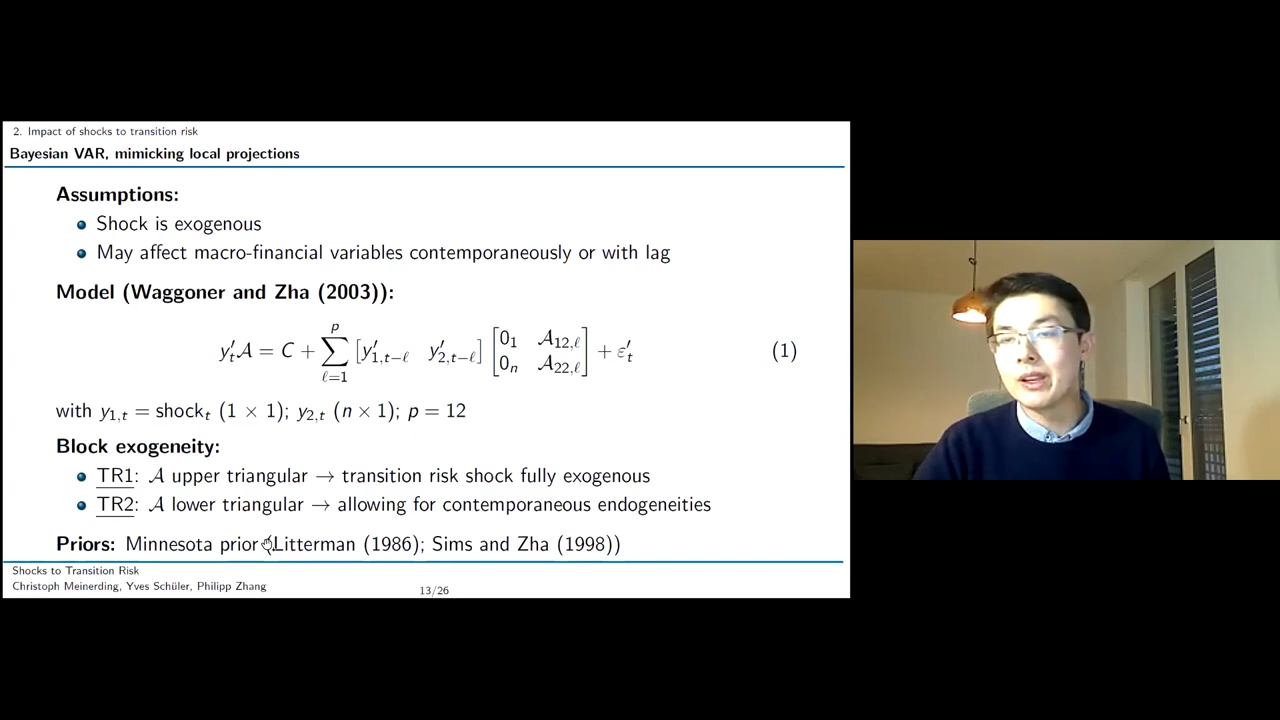 2. Impact of shocks to transition risk
Bayesian VAR, mimicking local projections
Assumptions:
Shock is exogenous
May affect macro-financial variables contemporaneously or with lag
Model (Waggoner and Zha (2003)):
y′ₜ𝒜 = C + ∑_{ℓ=1}^{p} [y′₁,ₜ₋ℓ y′₂,ₜ₋ℓ] [0₁ 𝒜₁₂,ℓ; 0ₙ 𝒜₂₂,ℓ] + ε′ₜ (1)
with y₁,ₜ = shockₜ (1 × 1); y₂,ₜ (n × 1); p = 12
Block exogeneity:
TR1: 𝒜 upper triangular → transition risk shock fully exogenous
TR2: 𝒜 lower triangular → allowing for contemporaneous endogeneities
Priors: Minnesota prior (Litterman (1986); Sims and Zha (1998))
Shocks to Transition Risk
Christoph Meinerding, Yves Schüler, Philipp Zhang
13/26